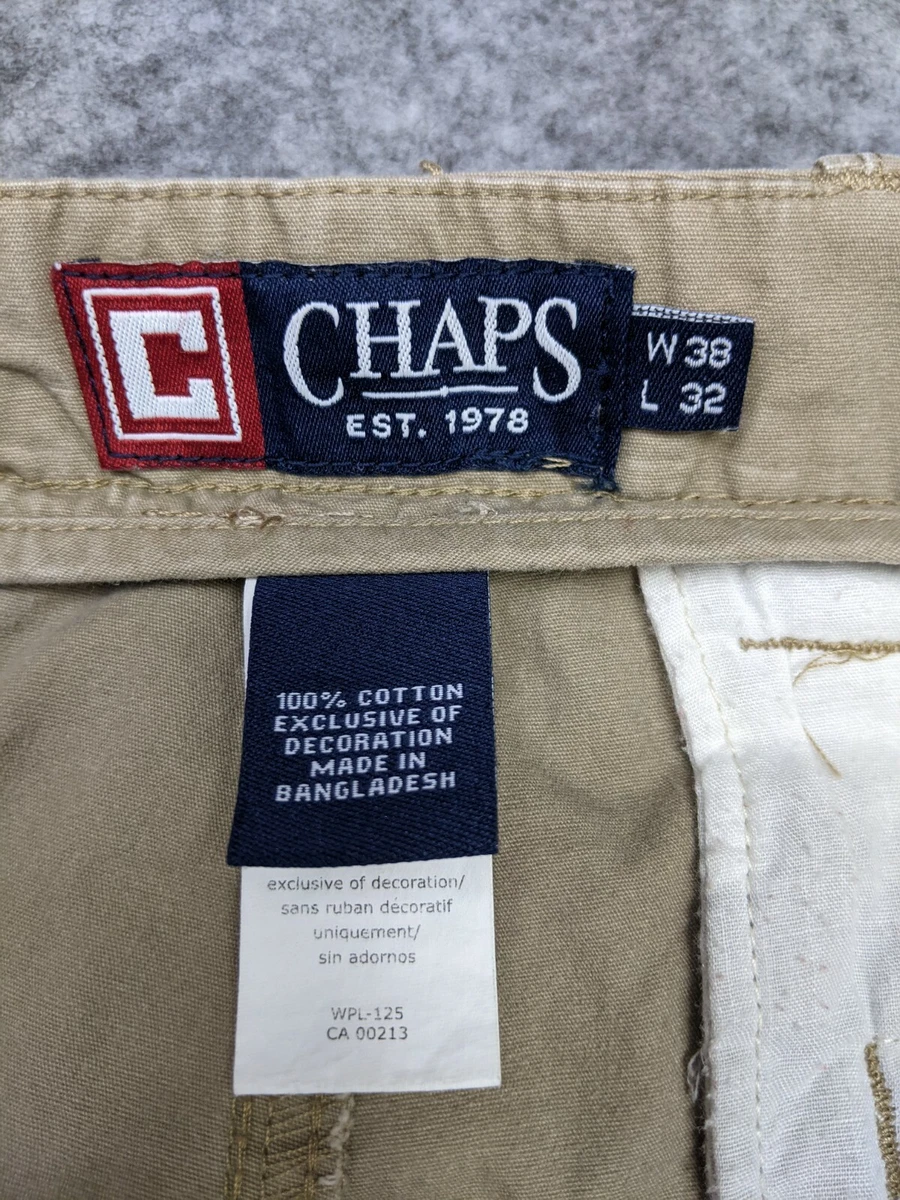 C
CHAPS
EST. 1978
W 38
L 32
100% COTTON
EXCLUSIVE OF
DECORATION
MADE IN
BANGLADESH
exclusive of decoration/
sans ruban décoratif
uniquement/
sin adornos
WPL-125
CA 00213